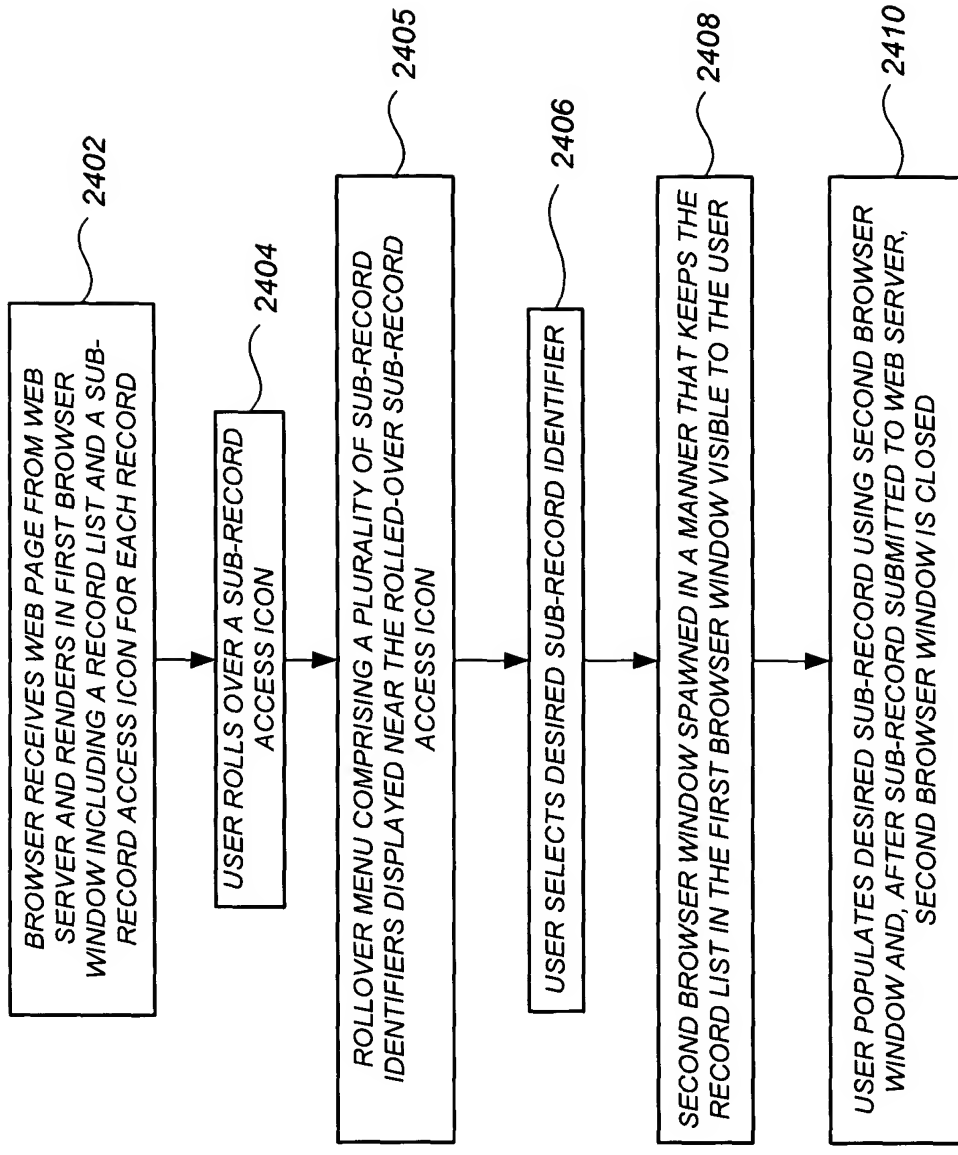 BROWSER RECEIVES WEB PAGE FROM WEB
SERVER AND RENDERS IN FIRST BROWSER
WINDOW INCLUDING A RECORD LIST AND A SUB-
RECORD ACCESS ICON FOR EACH RECORD
2402
USER ROLLS OVER A SUB-RECORD
ACCESS ICON
2404
ROLLOVER MENU COMPRISING A PLURALITY OF SUB-RECORD
IDENTIFIERS DISPLAYED NEAR THE ROLLED-OVER SUB-RECORD
ACCESS ICON
2405
USER SELECTS DESIRED SUB-RECORD IDENTIFIER
2406
SECOND BROWSER WINDOW SPAWNED IN A MANNER THAT KEEPS THE
RECORD LIST IN THE FIRST BROWSER WINDOW VISIBLE TO THE USER
2408
USER POPULATES DESIRED SUB-RECORD USING SECOND BROWSER
WINDOW AND, AFTER SUB-RECORD SUBMITTED TO WEB SERVER,
SECOND BROWSER WINDOW IS CLOSED
2410